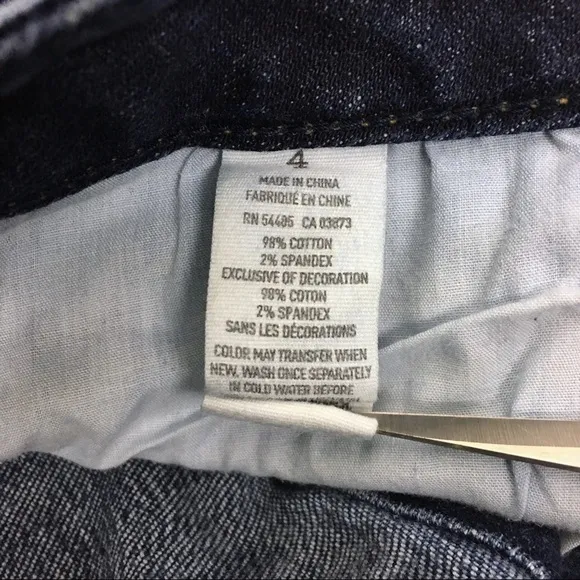 4
MADE IN CHINA
FABRIQUÉ EN CHINE
RN 54485 CA 03873
98% COTTON
2% SPANDEX
EXCLUSIVE OF DECORATION
98% COTON
2% SPANDEX
SANS LES DÉCORATIONS
COLOR MAY TRANSFER WHEN
NEW. WASH ONCE SEPARATELY
IN COLD WATER BEFORE